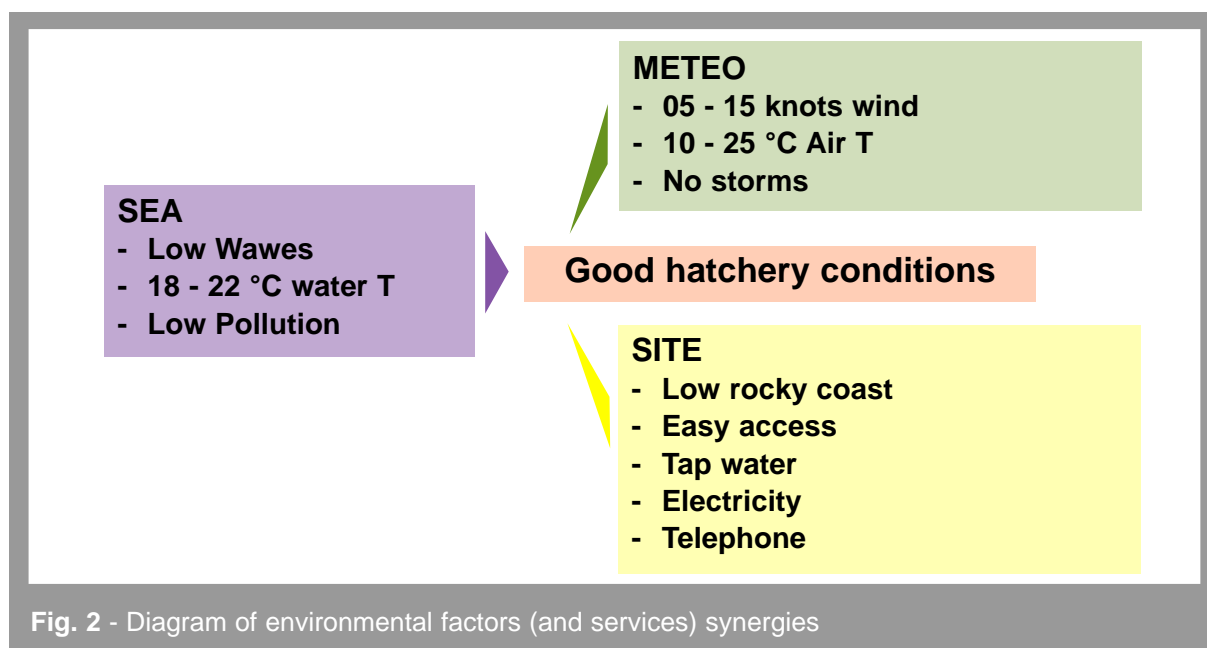 METEO
- 05 - 15 knots wind
- 10 - 25 °C Air T
- No storms
SEA
- Low Wawes
- 18 - 22 °C water T
- Low Pollution
Good hatchery conditions
SITE
- Low rocky coast
- Easy access
- Tap water
- Electricity
- Telephone
Fig. 2 - Diagram of environmental factors (and services) synergies